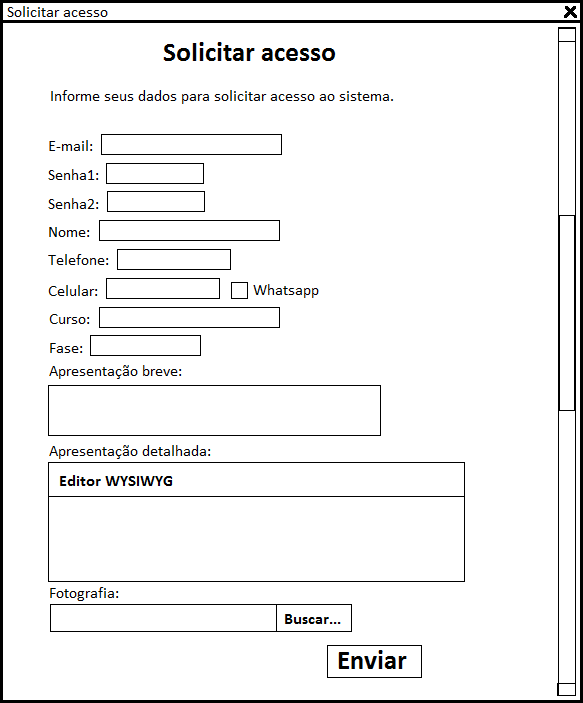 Solicitar acesso
Solicitar acesso
Informe seus dados para solicitar acesso ao sistema.
E-mail:
Senha1:
Senha2:
Nome:
Telefone:
Celular: Whatsapp
Curso:
Fase:
Apresentação breve:
Apresentação detalhada:
Editor WYSIWYG
Fotografia:
Buscar...
Enviar